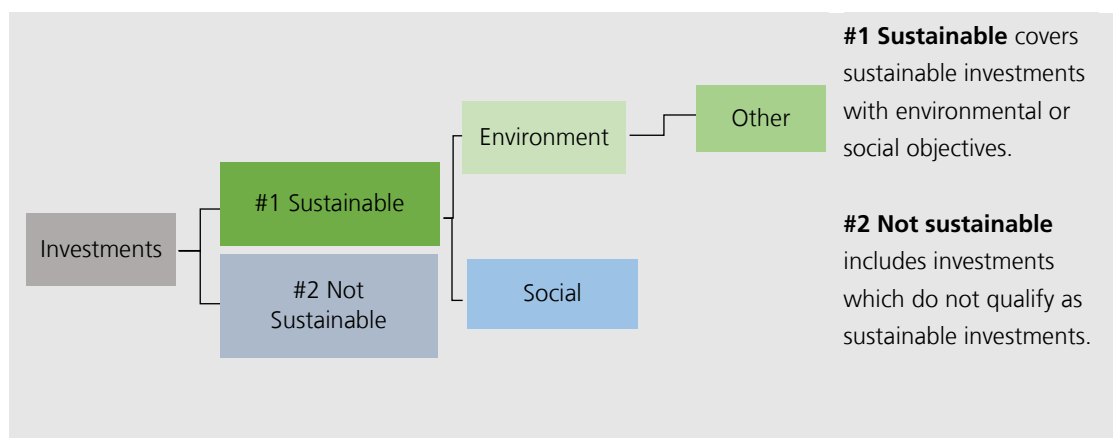 Investments
#1 Sustainable
#2 Not
Sustainable
Environment
Social
Other
#1 Sustainable covers
sustainable investments
with environmental or
social objectives.
#2 Not sustainable
includes investments
which do not qualify as
sustainable investments.